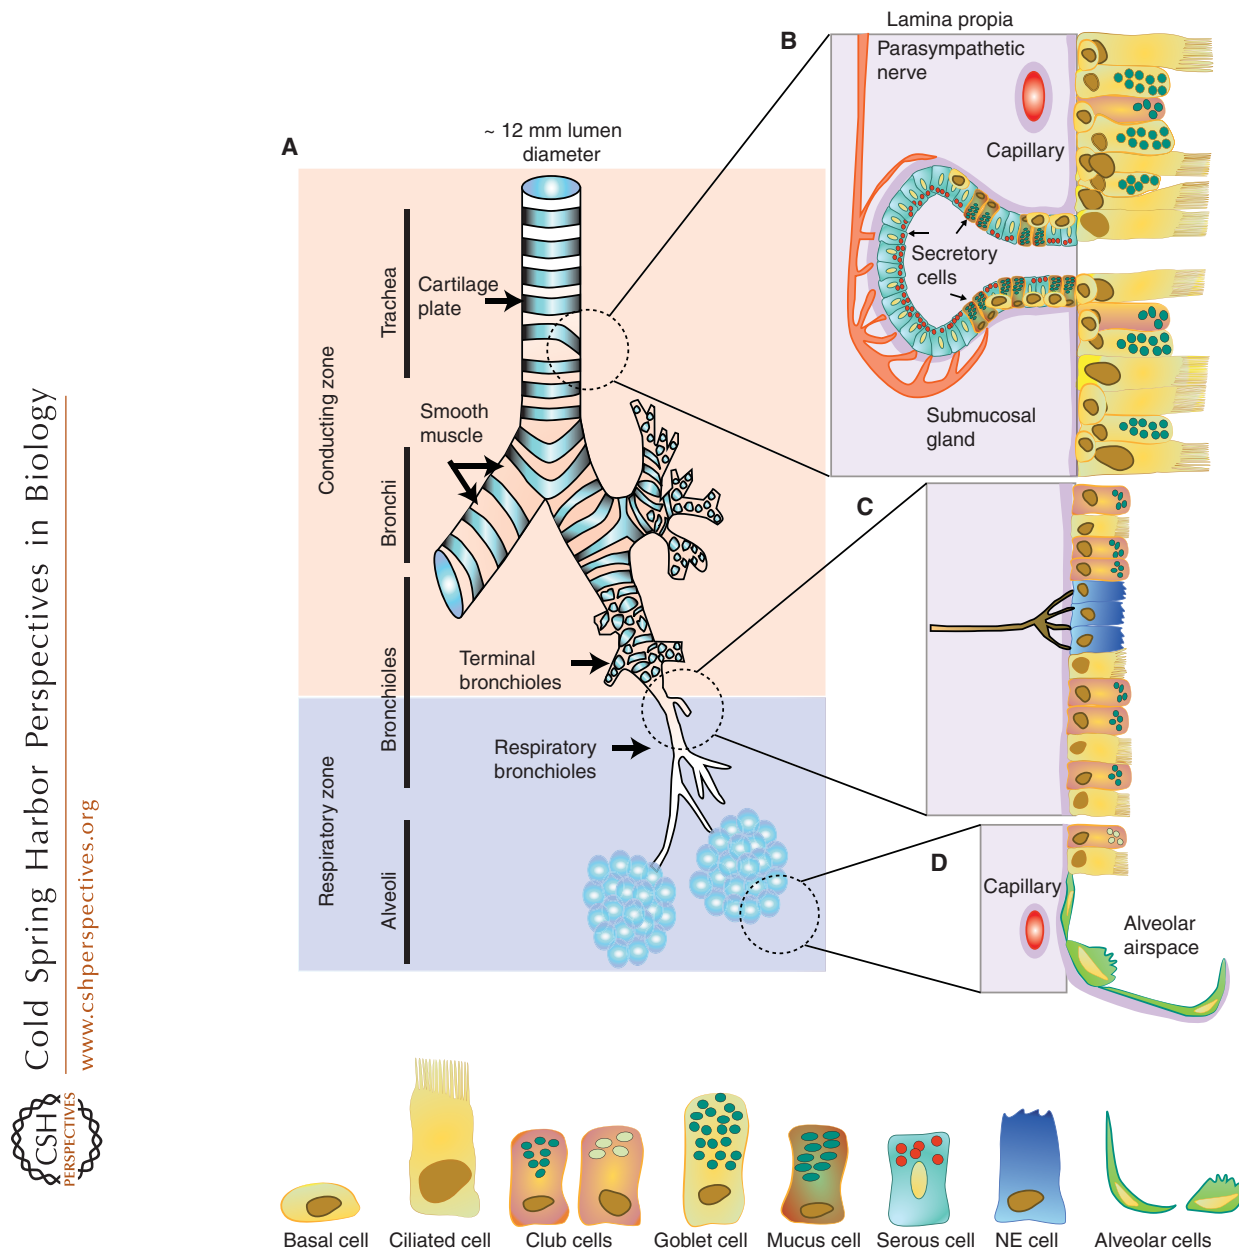 Cold Spring Harbor Perspectives in Biology
www.cshperspectives.org
CSH
PERSPECTIVES
A
~ 12 mm lumen
diameter
Conducting zone
Respiratory zone
Trachea
Bronchi
Bronchioles
Alveoli
Cartilage
plate
Smooth
muscle
Terminal
bronchioles
Respiratory
bronchioles
B
Lamina propia
Parasympathetic
nerve
Capillary
Secretory
cells
Submucosal
gland
C
D
Capillary
Alveolar
airspace
Basal cell
Ciliated cell
Club cells
Goblet cell
Mucus cell
Serous cell
NE cell
Alveolar cells